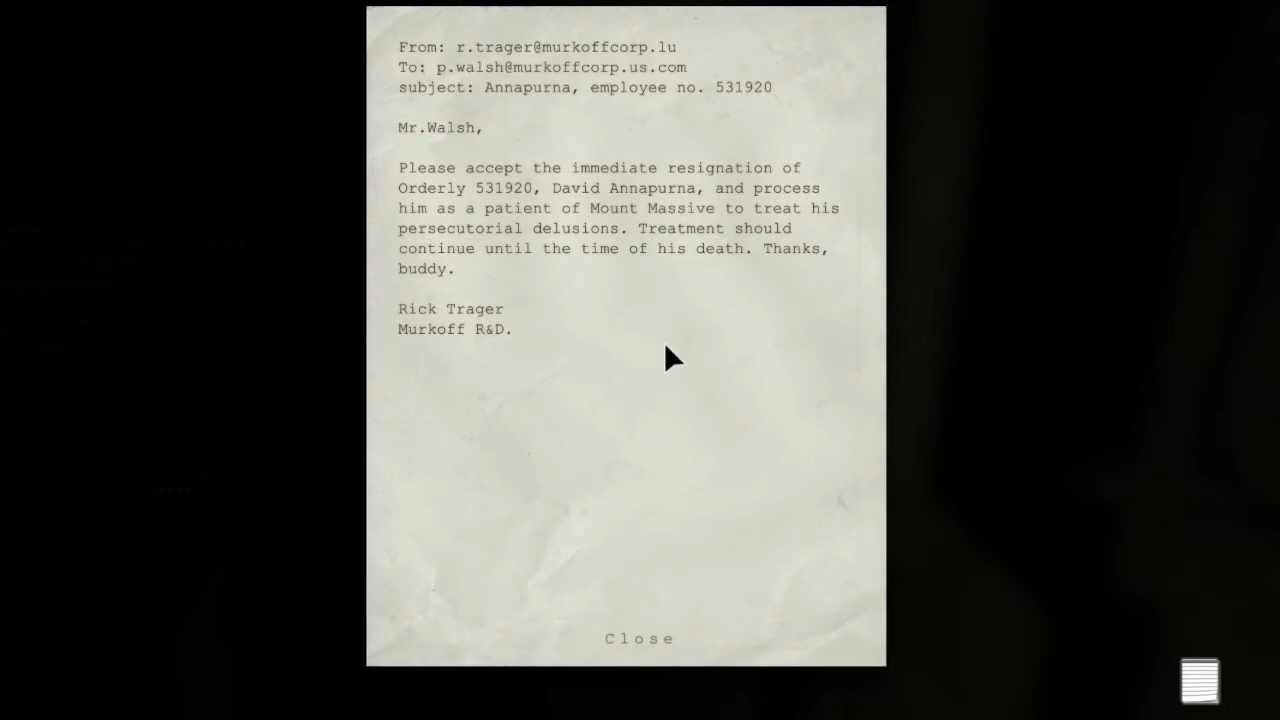 From: r.trager@murkoffcorp.lu
To: p.walsh@murkoffcorp.us.com
subject: Annapurna, employee no. 531920
Mr.Walsh,
Please accept the immediate resignation of
Orderly 531920, David Annapurna, and process
him as a patient of Mount Massive to treat his
persecutorial delusions. Treatment should
continue until the time of his death. Thanks,
buddy.
Rick Trager
Murkoff R&D.
Close